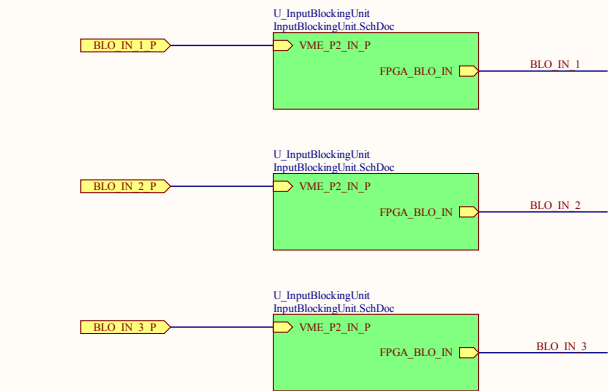 U_InputBlockingUnit
InputBlockingUnit.SchDoc
BLO_IN_1_P
VME_P2_IN_P
FPGA_BLO_IN
BLO_IN_1
U_InputBlockingUnit
InputBlockingUnit.SchDoc
BLO_IN_2_P
VME_P2_IN_P
FPGA_BLO_IN
BLO_IN_2
U_InputBlockingUnit
InputBlockingUnit.SchDoc
BLO_IN_3_P
VME_P2_IN_P
FPGA_BLO_IN
BLO_IN_3